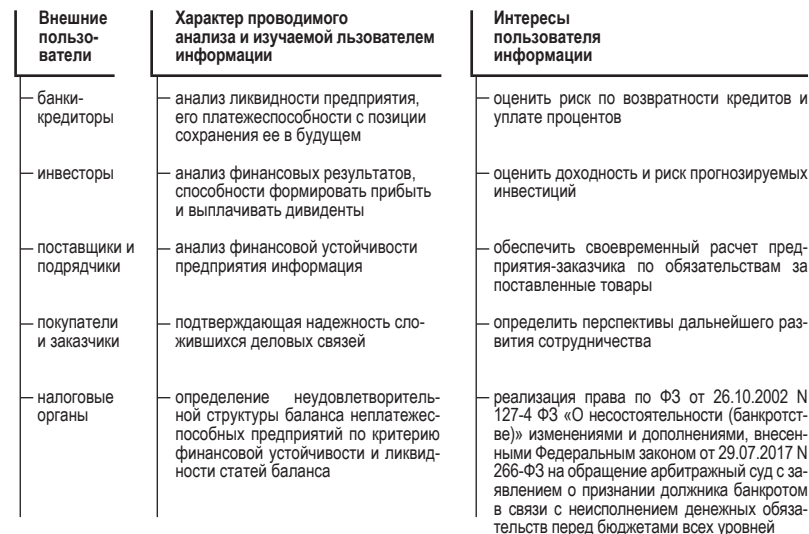 Внешние
пользо-
ватели
Характер проводимого
анализа и изучаемой льзователем
информации
Интересы
пользователя
информации
банки-
кредиторы
анализ ликвидности предприятия,
его платежеспособности с позиции
сохранения ее в будущем
оценить риск по возвратности кредитов и
уплате процентов
инвесторы
анализ финансовых результатов,
способности формировать прибыть
и выплачивать дивиденты
оценить доходность и риск прогнозируемых
инвестиций
поставщики и
подрядчики
анализ финансовой устойчивости
предприятия информация
обеспечить своевременный расчет пред-
приятия-заказчика по обязательствам за
поставленные товары
покупатели
и заказчики
подтверждающая надежность сло-
жившихся деловых связей
определить перспективы дальнейшего раз-
вития сотрудничества
налоговые
органы
определение неудовлетворитель-
ной структуры баланса неплатежес-
пособных предприятий по критерию
финансовой устойчивости и ликвид-
ности статей баланса
реализация права по ФЗ от 26.10.2002 N
127-4 ФЗ «О несостоятельности (банкротст-
ве)» изменениями и дополнениями, внесен-
ными Федеральным законом от 29.07.2017 N
266-ФЗ на обращение арбитражный суд с за-
явлением о признании должника банкротом
в связи с неисполнением денежных обяза-
тельств перед бюджетами всех уровней